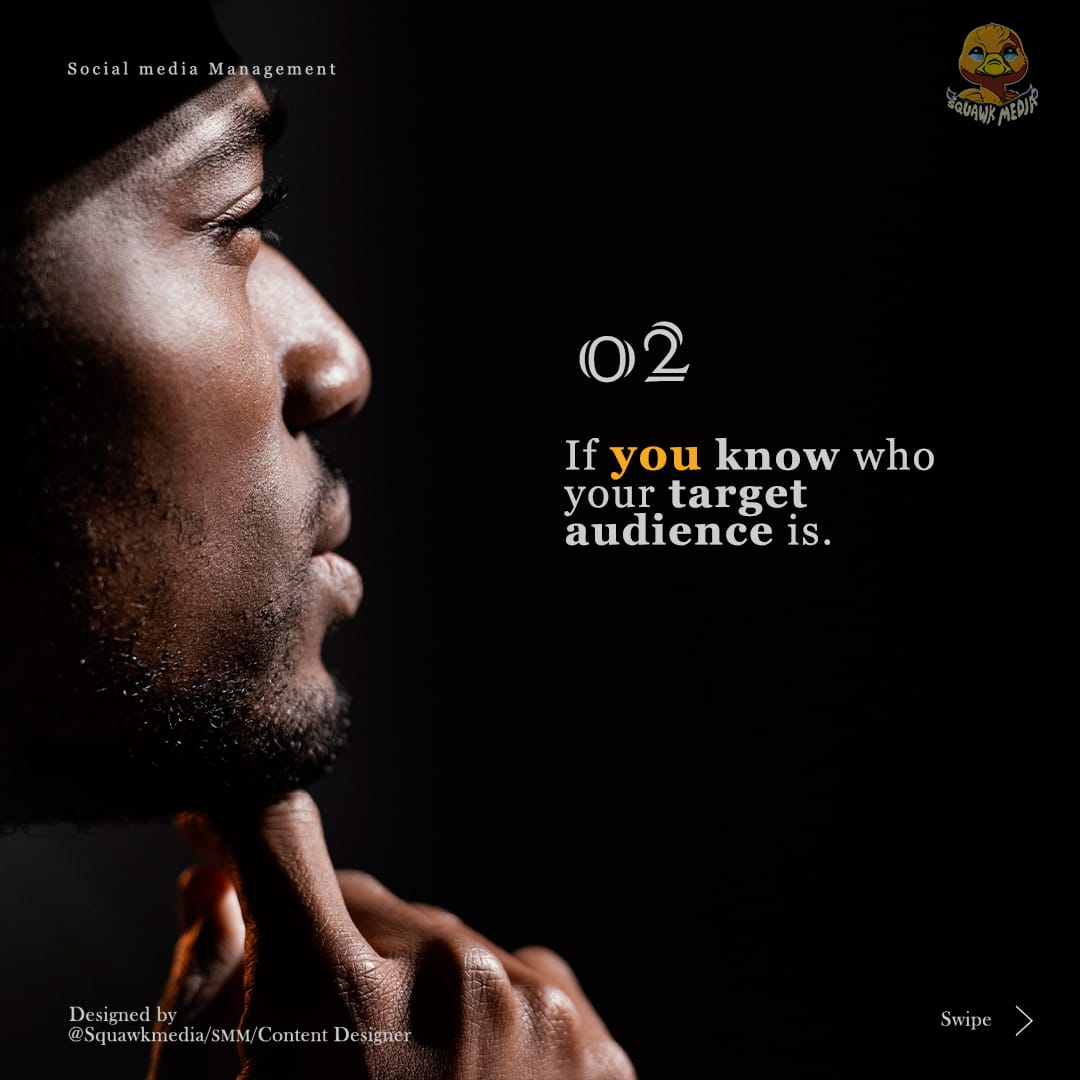 Social media Management
SQUAWK MEDIA
02
If you know who
your target
audience is.
Designed by
@Squawkmedia/SMM/Content Designer
Swipe